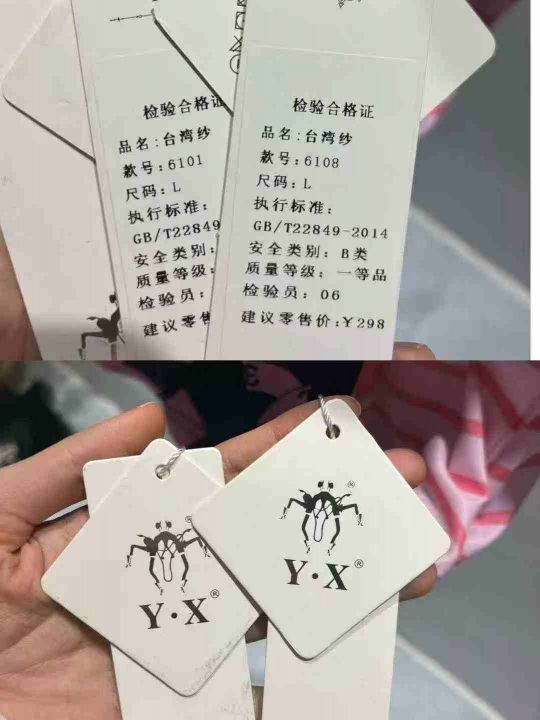 检验合格证
品名:台湾纱
款号:6101
尺码:L
执行标准:
GB/T22849
安全类别:
质量等级:
检验员:
建议零售
检验合格证
品名:台湾纱
款号:6108
尺码:L
执行标准:
GB/T22849-2014
安全类别: B类
质量等级: 一等品
检验员: 06
建议零售价:¥298
®
Y·X®
®
Y·X®